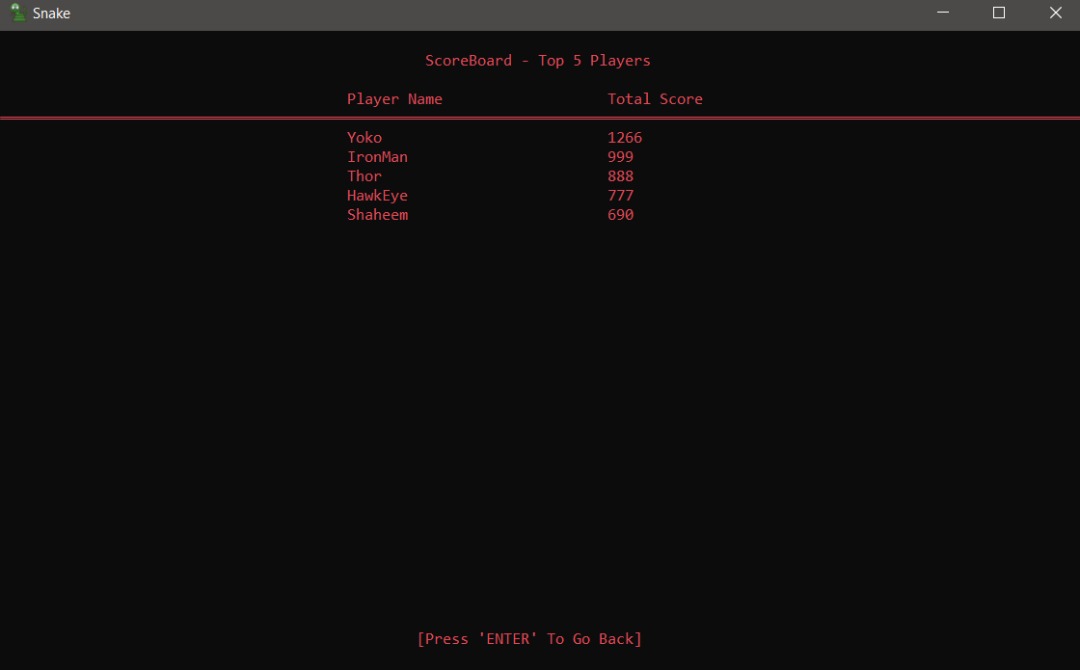 Snake
ScoreBoard - Top 5 Players
Player Name Total Score
Yoko 1266
IronMan 999
Thor 888
HawkEye 777
Shaheem 690
[Press 'ENTER' To Go Back]